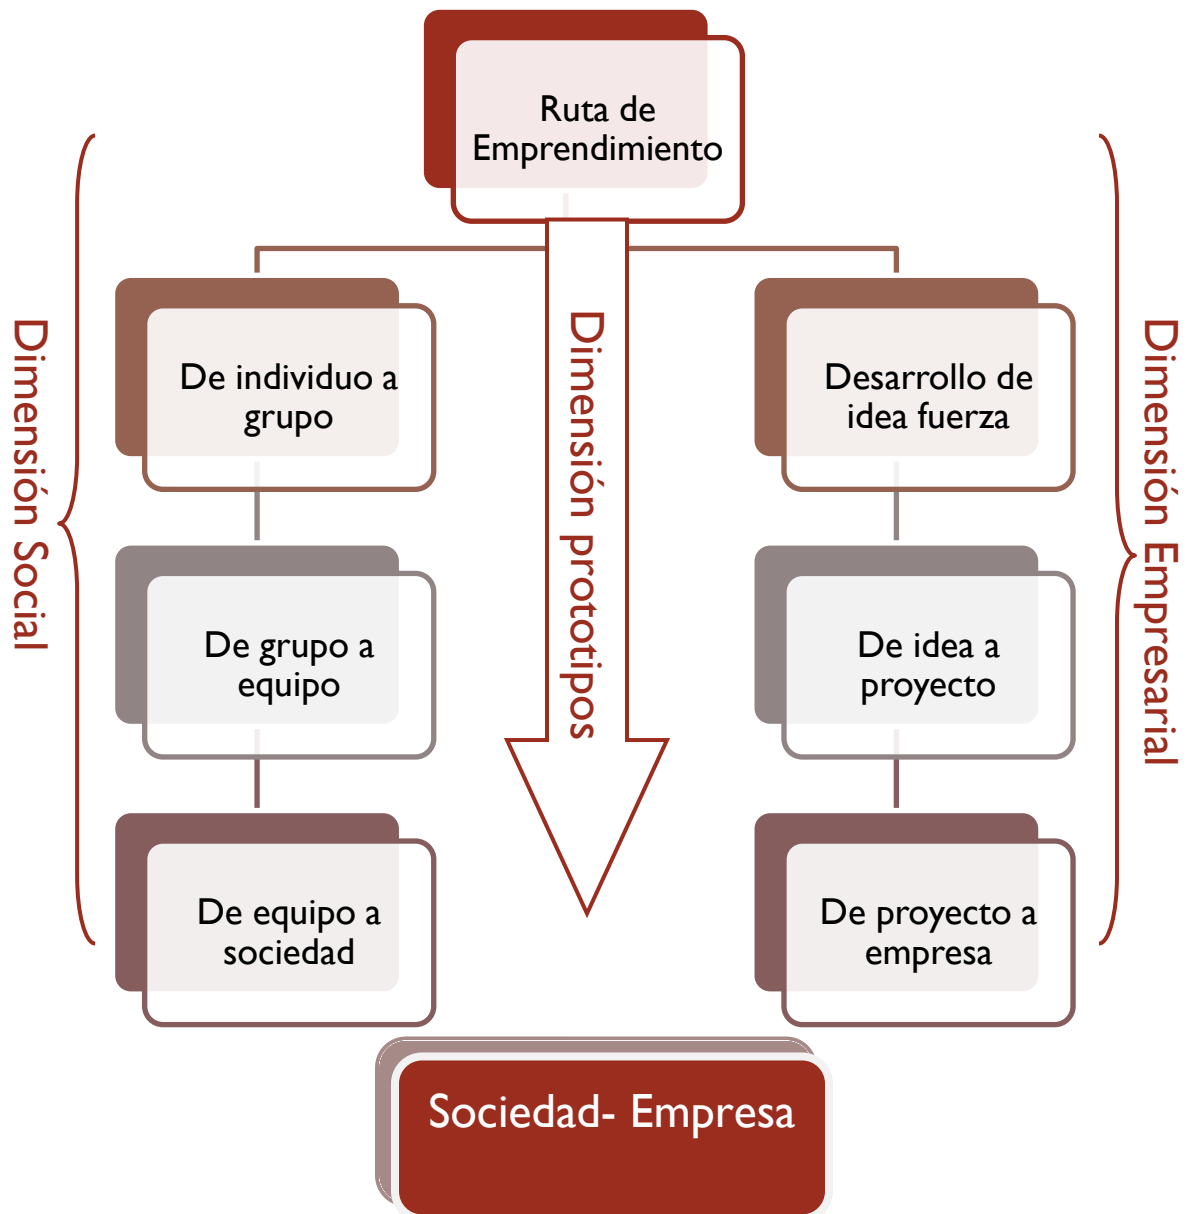 Ruta de
Emprendimiento
Dimensión Social
De individuo a
grupo
De grupo a
equipo
De equipo a
sociedad
Dimensión prototipos
Desarrollo de
idea fuerza
De idea a
proyecto
De proyecto a
empresa
Dimensión Empresarial
Sociedad- Empresa